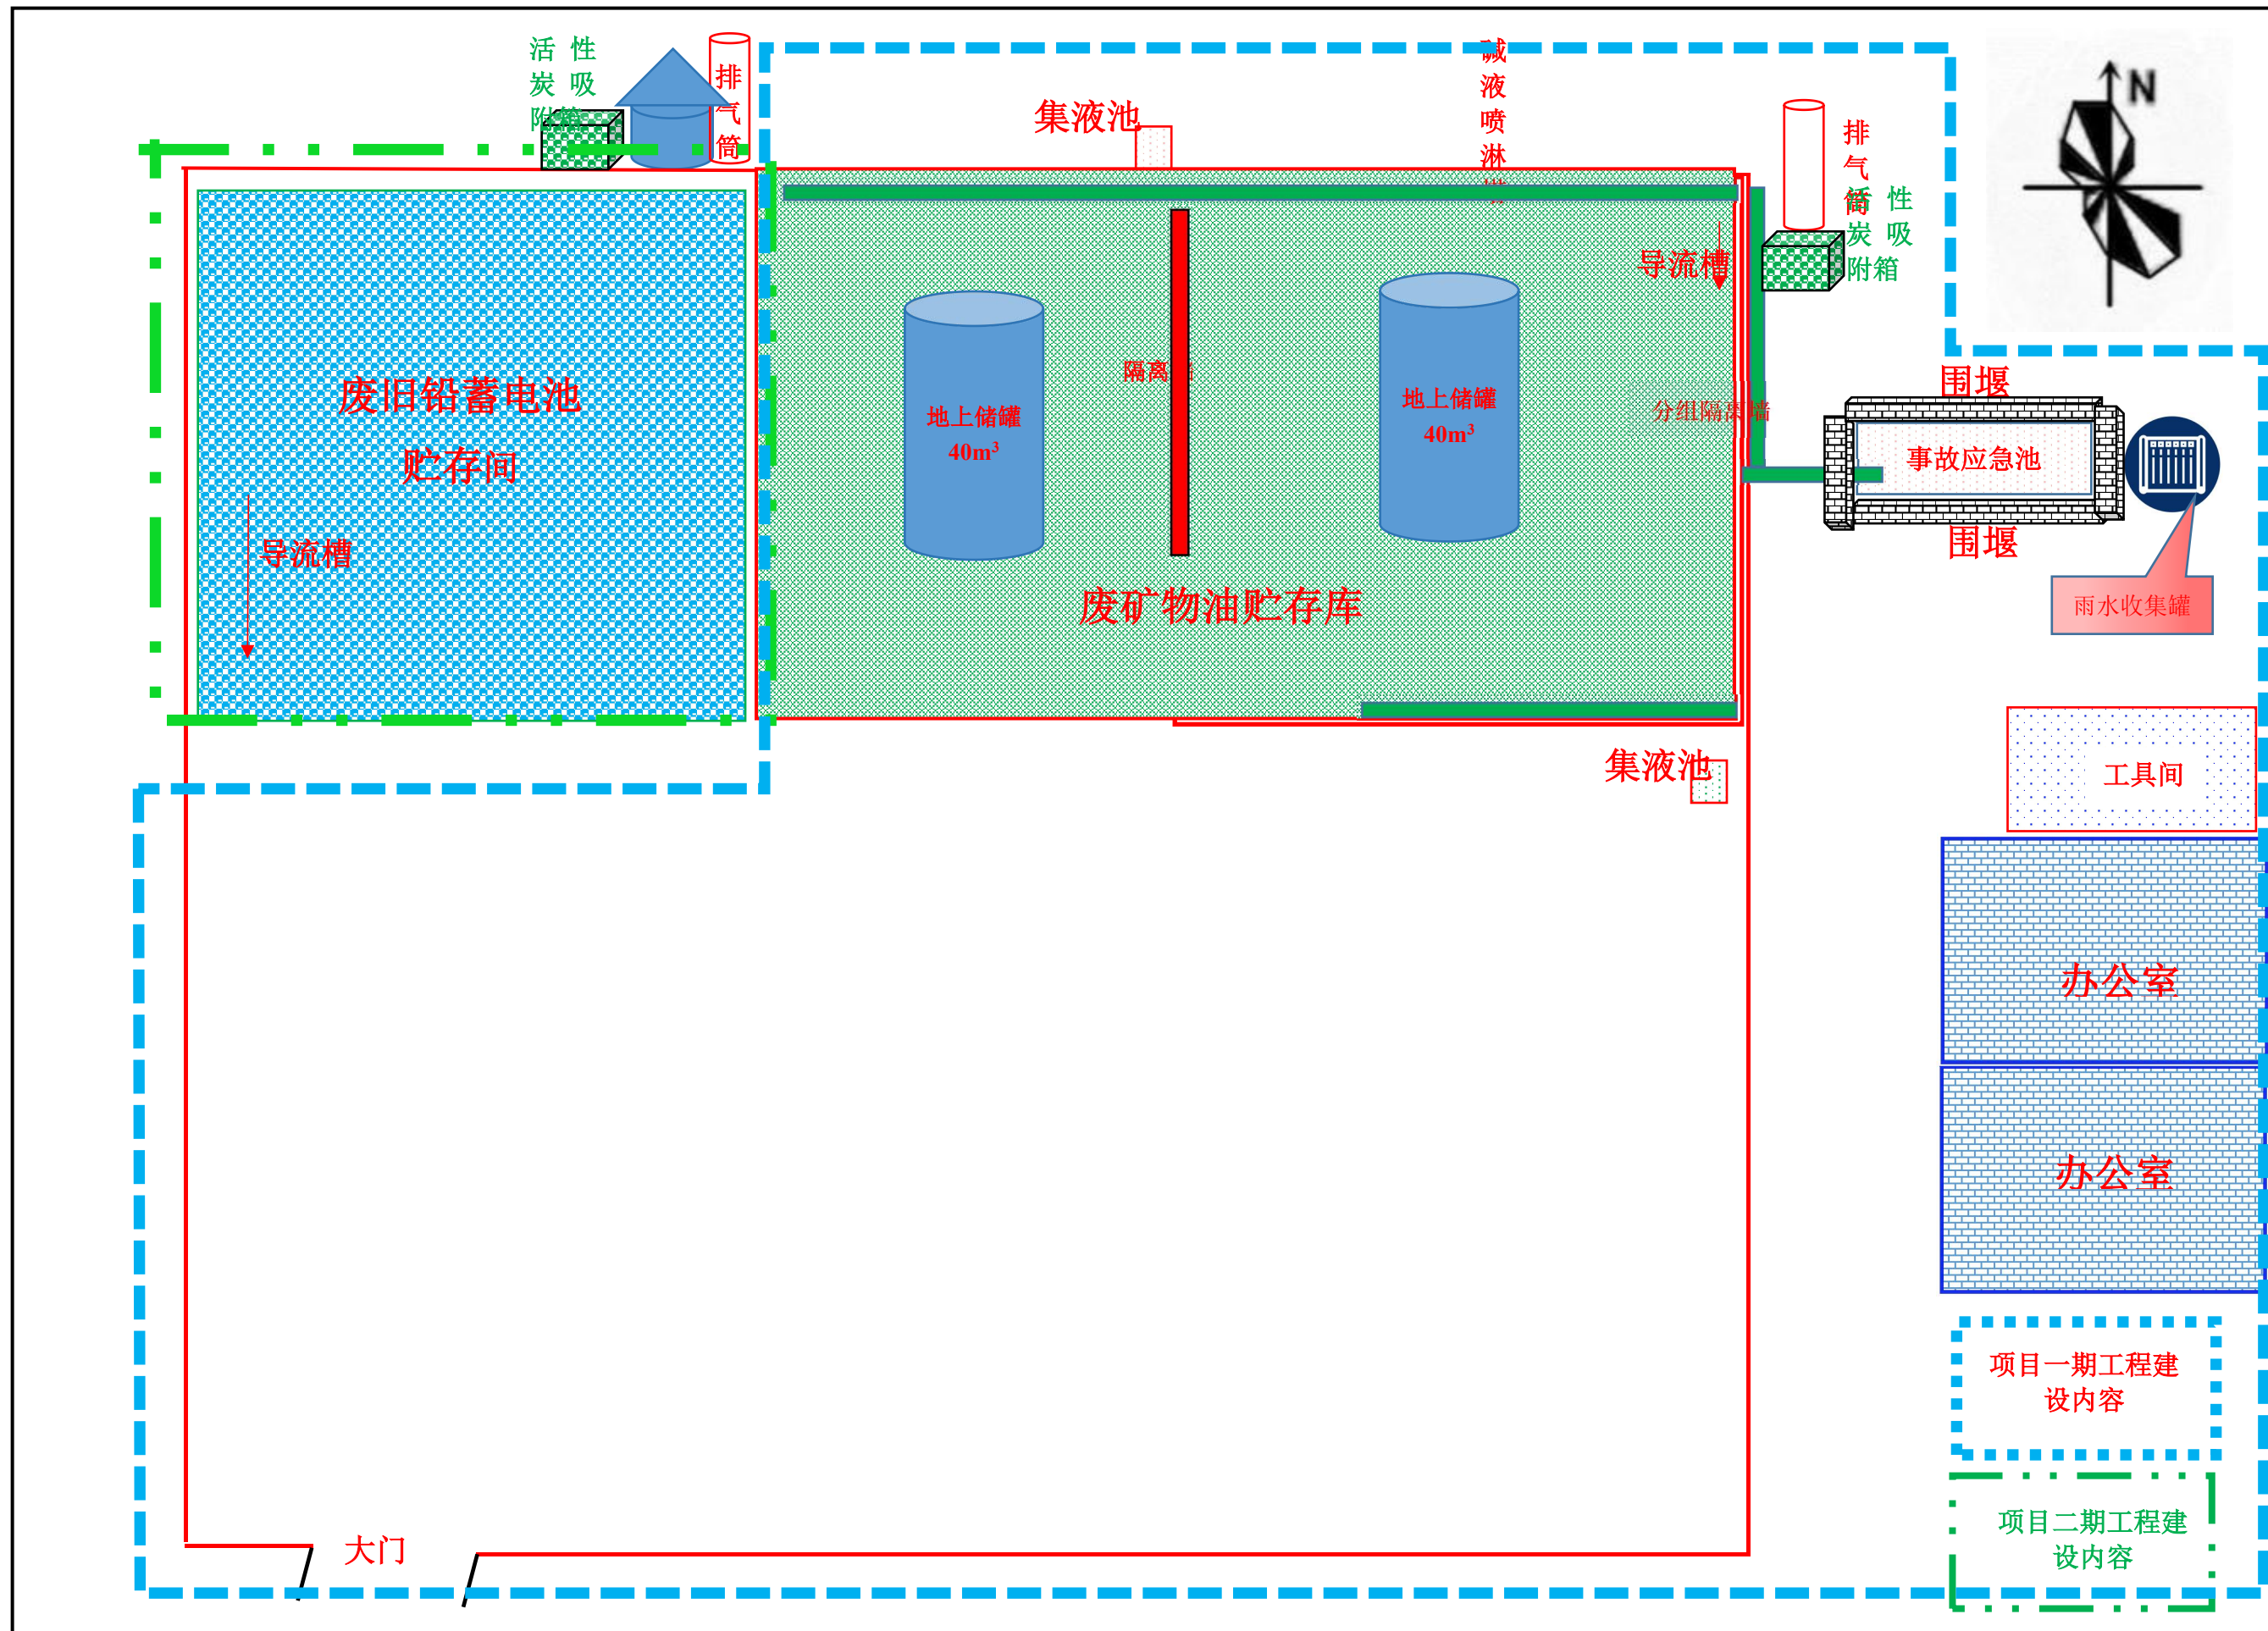 活 性
炭 吸
附箱
排
气
筒
集液池
碱
液
喷
淋
排
气
筒
活 性
炭 吸
附箱
N
导流槽
隔离
地上储罐
40m³
地上储罐
40m³
分组隔离墙
废旧铅蓄电池
贮存间
导流槽
废矿物油贮存库
围堰
事故应急池
围堰
雨水收集罐
集液池
工具间
办公室
办公室
项目一期工程建
设内容
项目二期工程建
设内容
大门